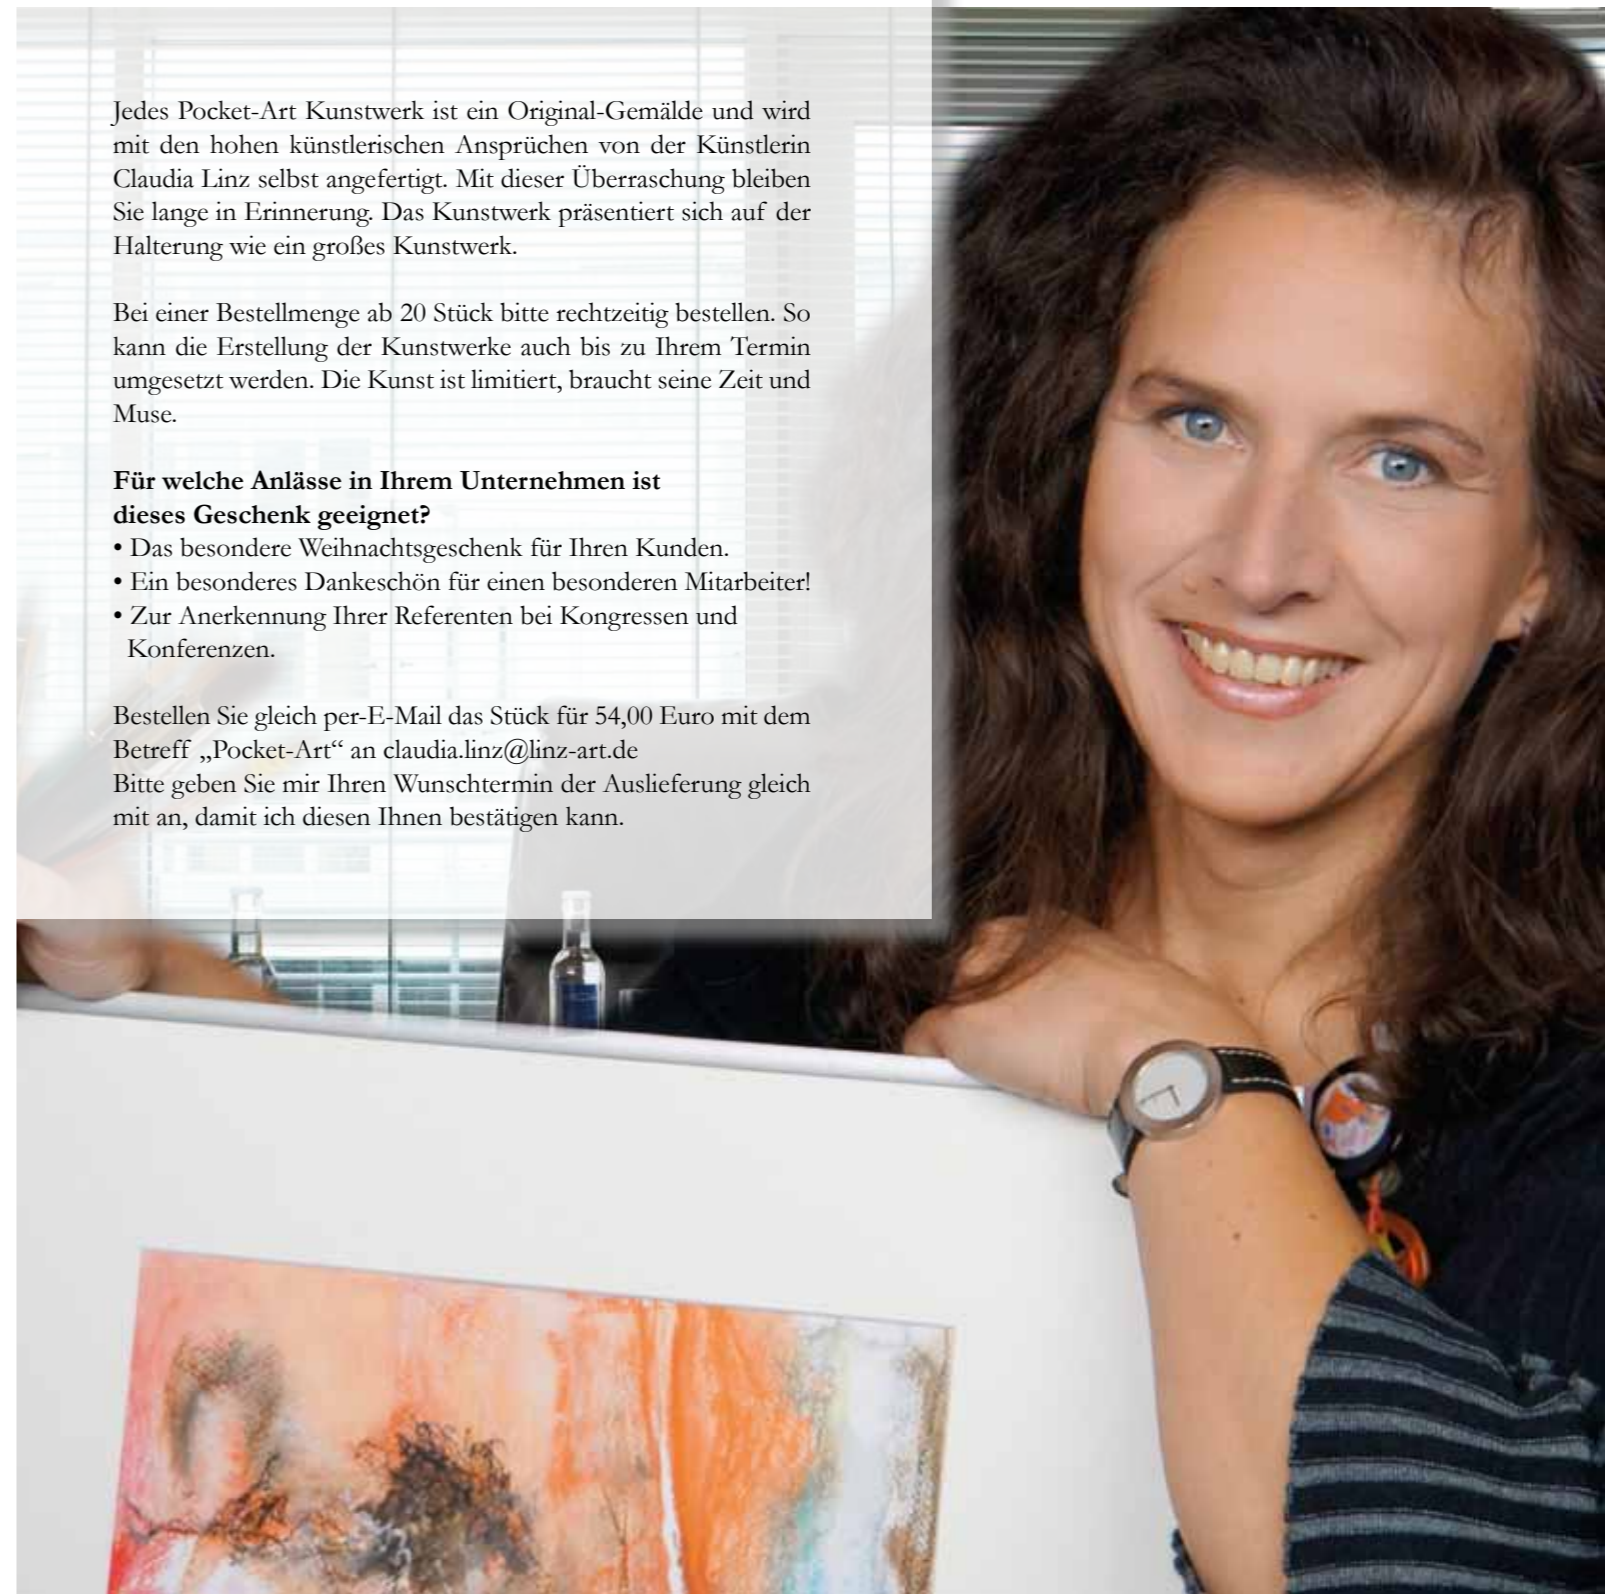 Jedes Pocket-Art Kunstwerk ist ein Original-Gemälde und wird
mit den hohen künstlerischen Ansprüchen von der Künstlerin
Claudia Linz selbst angefertigt. Mit dieser Überraschung bleiben
Sie lange in Erinnerung. Das Kunstwerk präsentiert sich auf der
Halterung wie ein großes Kunstwerk.
Bei einer Bestellmenge ab 20 Stück bitte rechtzeitig bestellen. So
kann die Erstellung der Kunstwerke auch bis zu Ihrem Termin
umgesetzt werden. Die Kunst ist limitiert, braucht seine Zeit und
Muse.
Für welche Anlässe in Ihrem Unternehmen ist
dieses Geschenk geeignet?
• Das besondere Weihnachtsgeschenk für Ihren Kunden.
• Ein besonderes Dankeschön für einen besonderen Mitarbeiter!
• Zur Anerkennung Ihrer Referenten bei Kongressen und
Konferenzen.
Bestellen Sie gleich per-E-Mail das Stück für 54,00 Euro mit dem
Betreff „Pocket-Art“ an claudia.linz@linz-art.de
Bitte geben Sie mir Ihren Wunschtermin der Auslieferung gleich
mit an, damit ich diesen Ihnen bestätigen kann.